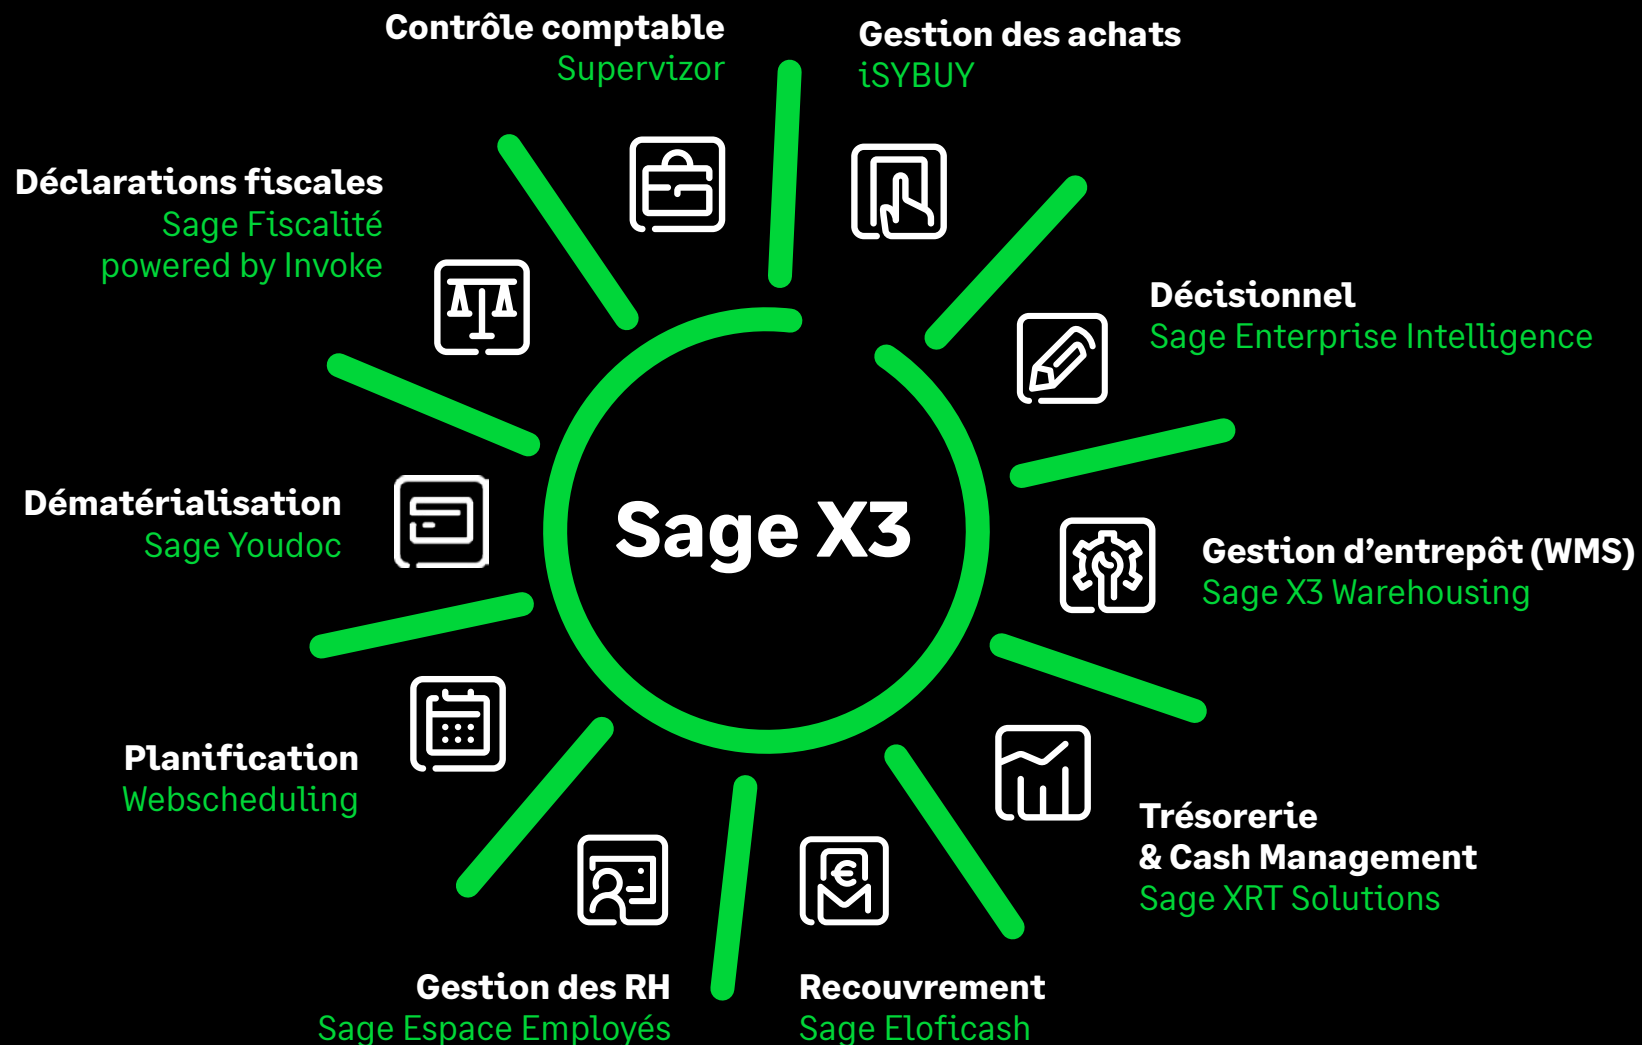 Contrôle comptable
Supervizor
Gestion des achats
iSYBUY
Déclarations fiscales
Sage Fiscalité
powered by Invoke
Décisionnel
Sage Enterprise Intelligence
Dématérialisation
Sage Youdoc
Sage X3
Gestion d’entrepôt (WMS)
Sage X3 Warehousing
Planification
Webscheduling
Trésorerie
& Cash Management
Sage XRT Solutions
Gestion des RH
Sage Espace Employés
€
Recouvrement
Sage Eloficash